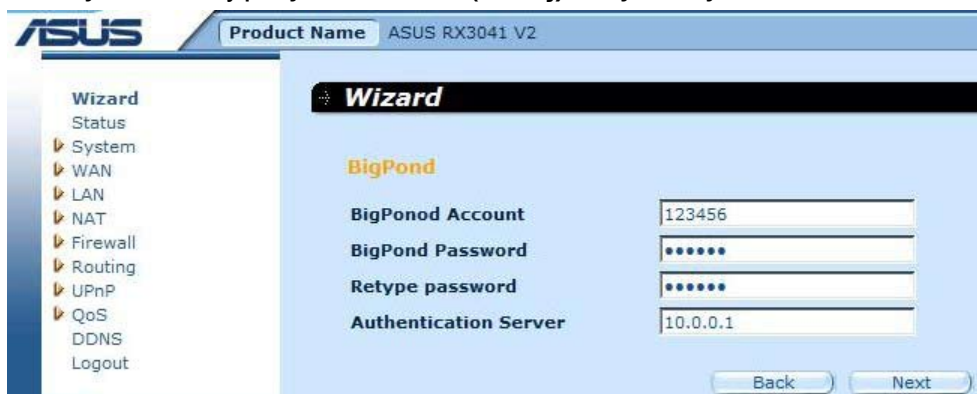 ASUS
Product Name ASUS RX3041 V2
Wizard
Status
System
WAN
LAN
NAT
Firewall
Routing
UPnP
QoS
DDNS
Logout
Wizard
BigPond
BigPonod Account 123456
BigPond Password ••••••
Retype password ••••••
Authentication Server 10.0.0.1
Back Next